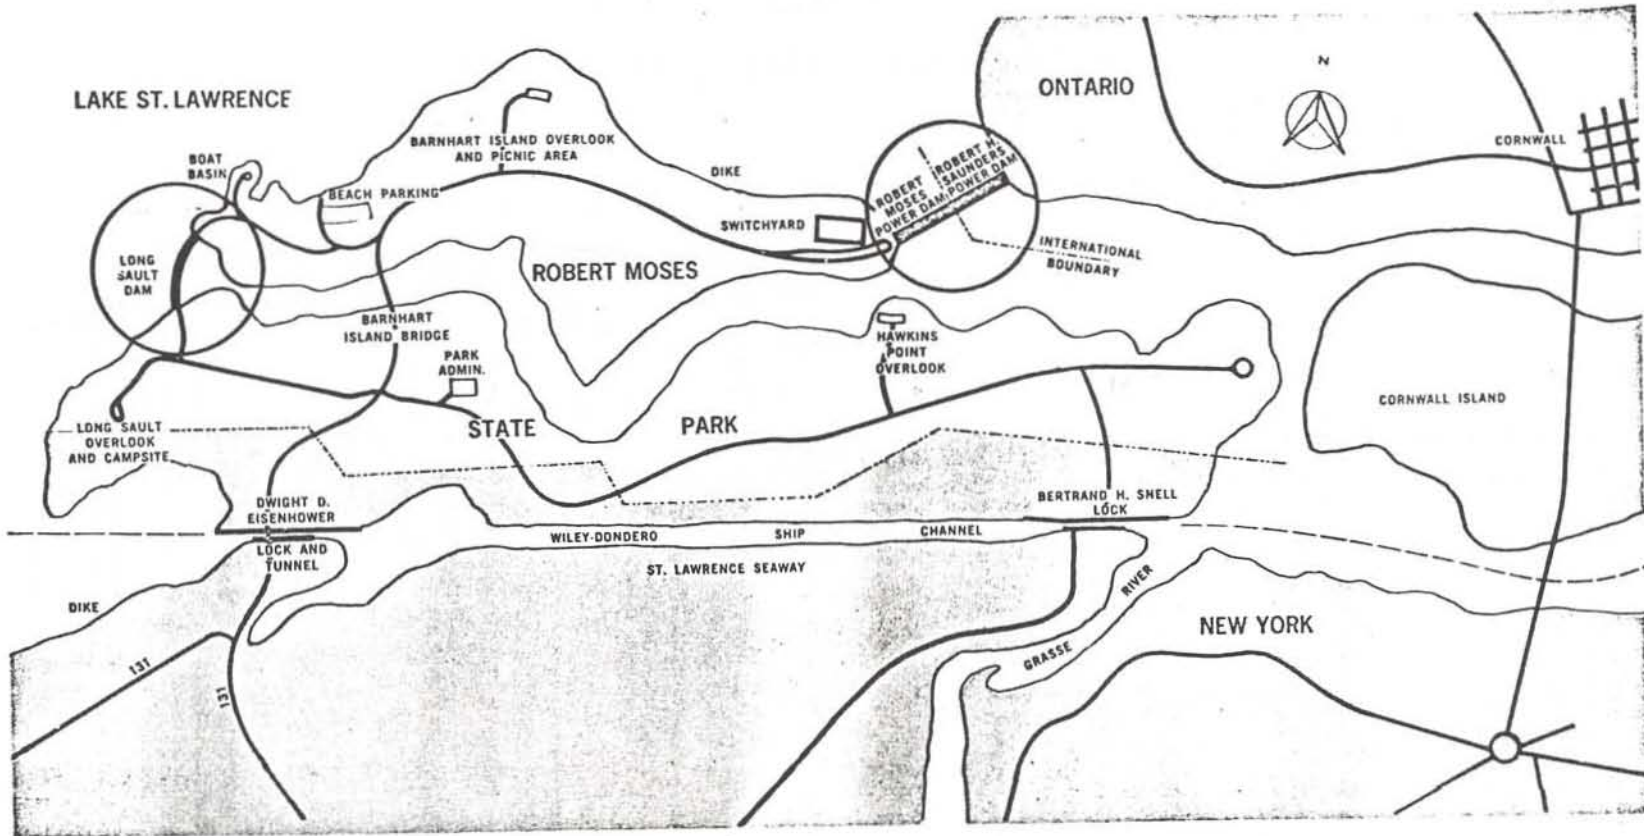 N
ONTARIO
LAKE ST. LAWRENCE
CORNWALL
BARNHART ISLAND OVERLOOK
AND PICNIC AREA
BOAT
BASIN
DIKE
BEACH PARKING
ROBERT
MOSES
POWER DAM
ROBERT H.
SAUNDERS
POWER DAM
SWITCHYARD
INTERNATIONAL
BOUNDARY
LONG
SAULT
DAM
ROBERT MOSES
BARNHART
ISLAND BRIDGE
HAWKINS
POINT
OVERLOOK
PARK
ADMIN.
CORNWALL ISLAND
STATE
PARK
LONG SAULT
OVERLOOK
AND CAMPSITE
DWIGHT D.
EISENHOWER
LOCK AND
TUNNEL
BERTRAND H. SNELL
LOCK
WILEY-DONDERO SHIP CHANNEL
ST. LAWRENCE SEAWAY
DIKE
GRASSE RIVER
NEW YORK
131
131